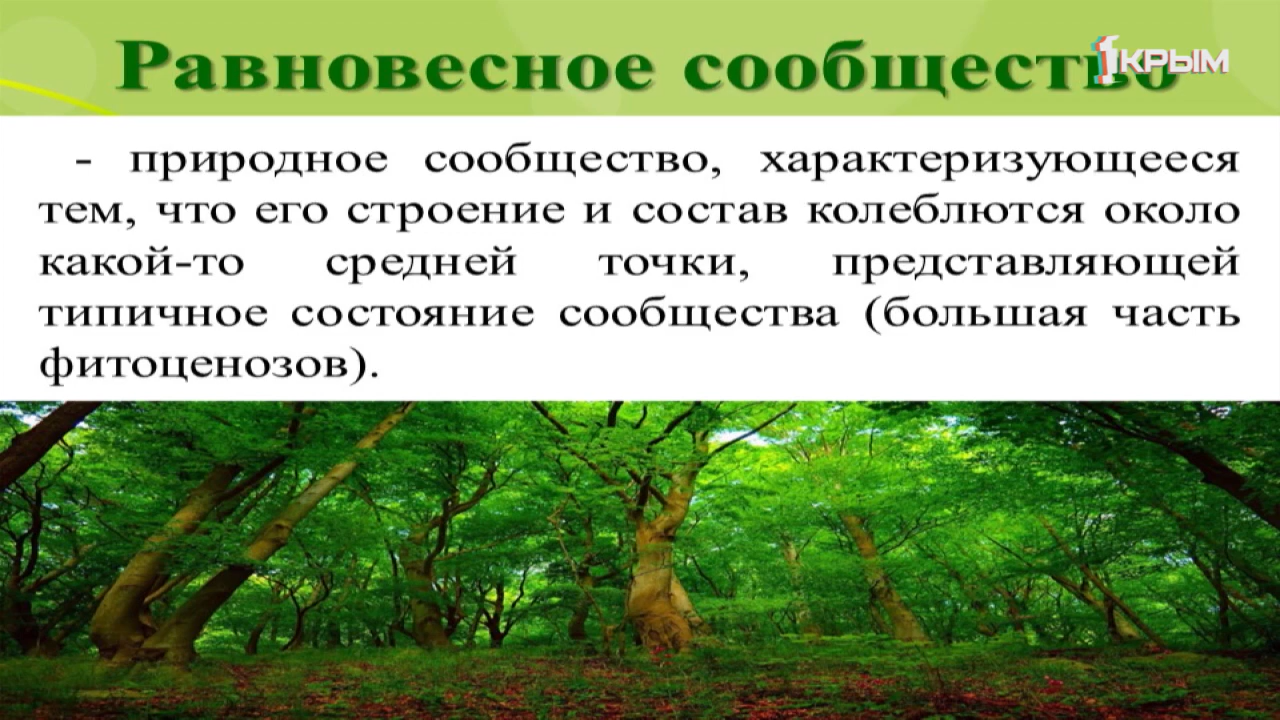 Равновесное сообщество
1КРЫМ
- природное сообщество, характеризующееся
тем, что его строение и состав колеблются около
какой-то средней точки, представляющей
типичное состояние сообщества (большая часть
фитоценозов).